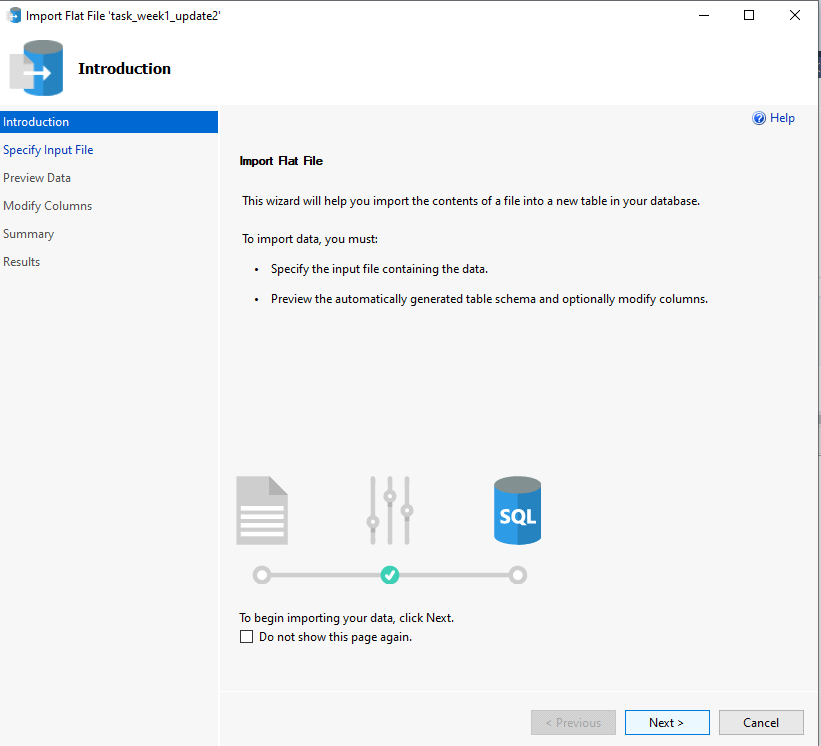 Import Flat File 'task_week1_update2'
Introduction
Introduction
Specify Input File
Preview Data
Modify Columns
Summary
Results
? Help
Import Flat File
This wizard will help you import the contents of a file into a new table in your database.
To import data, you must:
• Specify the input file containing the data.
• Preview the automatically generated table schema and optionally modify columns.
SQL
To begin importing your data, click Next.
Do not show this page again.
< Previous
Next >
Cancel